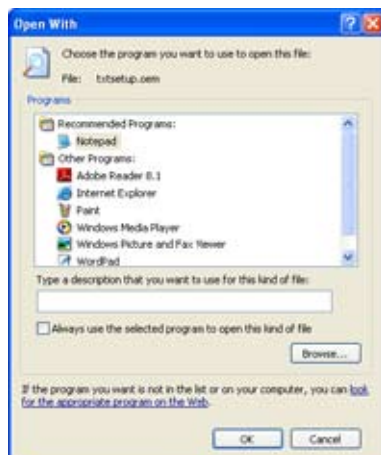 Open With
Choose the program you want to use to open this file:
File: txtsetup.oem
Programs
Recommended Programs:
Notepad
Other Programs:
Adobe Reader 8.1
Internet Explorer
Paint
Windows Media Player
Windows Picture and Fax Viewer
WordPad
Type a description that you want to use for this kind of file:
Always use the selected program to open this kind of file
Browse...
If the program you want is not in the list or on your computer, you can look
for the appropriate program on the Web.
OK Cancel